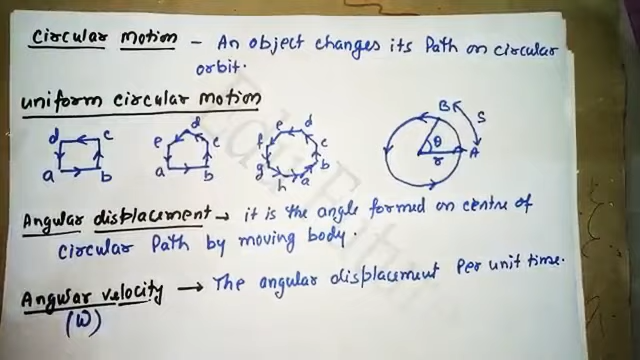 Circular motion - An object changes its Path on circular
orbit.
uniform circular motion
d c
a b
d
e c
a b
e d
f c
g b
h a
B S
θ
r A
Angular displacement → it is the angle formed on centre of
circular Path by moving body.
Angular velocity → The angular displacement Per unit time.
(W)